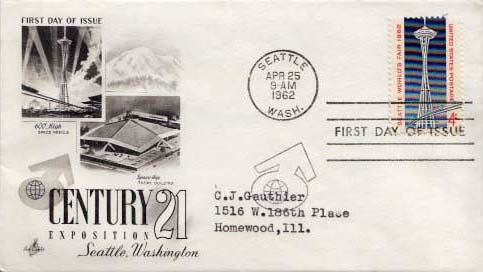 FIRST DAY OF ISSUE
600' High
SPACE NEEDLE
Space-Age
CENTURY 21
EXPOSITION
Seattle, Washington
SEATTLE
APR 25
9-AM
1962
WASH.
SEATTLE WORLD'S FAIR 1962
UNITED STATES POSTAGE
4¢
FIRST DAY OF ISSUE
C.J.Gauthier
1516 W.186th Place
Homewood,Ill.